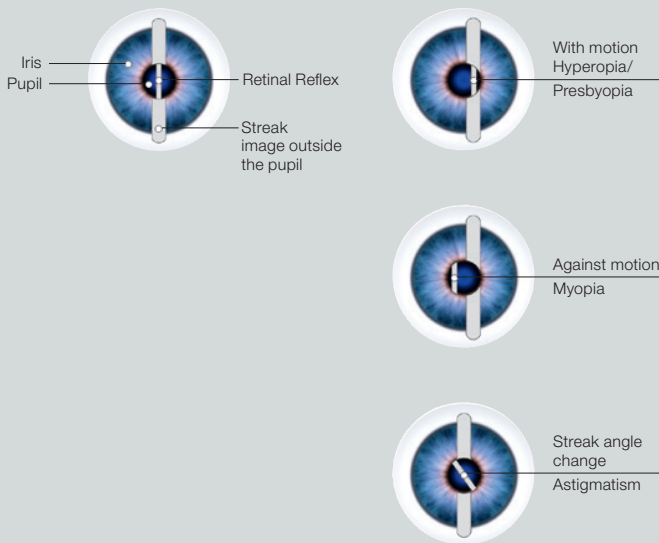 Iris
Pupil
Retinal Reflex
Streak
image outside
the pupil
With motion
Hyperopia/
Presbyopia
Against motion
Myopia
Streak angle
change
Astigmatism